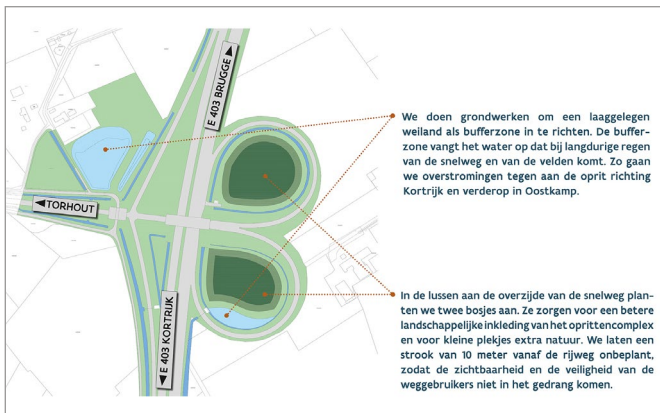 E 403 BRUGGE
We doen grondwerken om een laaggelegen
weiland als bufferzone in te richten. De buffer-
zone vangt het water op dat bij langdurige regen
van de snelweg en van de velden komt. Zo gaan
we overstromingen tegen aan de oprit richting
Kortrijk en verderop in Oostkamp.
TORHOUT
E 403 KORTRIJK
In de lussen aan de overzijde van de snelweg plan-
ten we twee bosjes aan. Ze zorgen voor een betere
landschappelijke inkleding van het oprittencomplex
en voor kleine plekjes extra natuur. We laten een
strook van 10 meter vanaf de rijweg onbeplant,
zodat de zichtbaarheid en de veiligheid van de
weggebruikers niet in het gedrang komen.